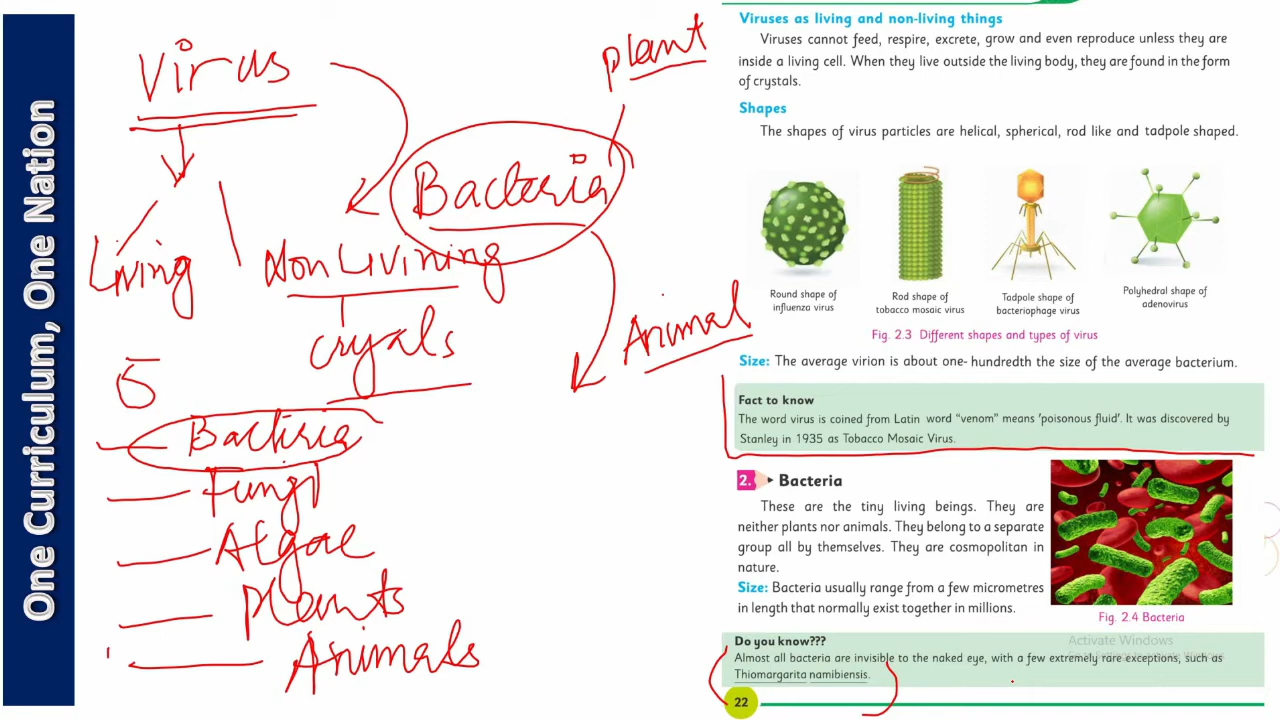 One Curriculum, One Nation
Virus
Living
Non Livining
cryals
Bacteria
plant
Animal
5
Bacteria
Fungi
Algae
Plants
Animals
Viruses as living and non-living things
Viruses cannot feed, respire, excrete, grow and even reproduce unless they are
inside a living cell. When they live outside the living body, they are found in the form
of crystals.
Shapes
The shapes of virus particles are helical, spherical, rod like and tadpole shaped.
Round shape of
influenza virus
Rod shape of
tobacco mosaic virus
Tadpole shape of
bacteriophage virus
Polyhedral shape of
adenovirus
Fig. 2.3 Different shapes and types of virus
Size: The average virion is about one- hundredth the size of the average bacterium.
Fact to know
The word virus is coined from Latin word “venom” means ‘poisonous fluid’. It was discovered by
Stanley in 1935 as Tobacco Mosaic Virus.
2. Bacteria
These are the tiny living beings. They are
neither plants nor animals. They belong to a separate
group all by themselves. They are cosmopolitan in
nature.
Size: Bacteria usually range from a few micrometres
in length that normally exist together in millions.
Fig. 2.4 Bacteria
Activate Windows
Go to Settings to activate Windows.
Do you know???
Almost all bacteria are invisible to the naked eye, with a few extremely rare exceptions, such as
Thiomargarita namibiensis.
22